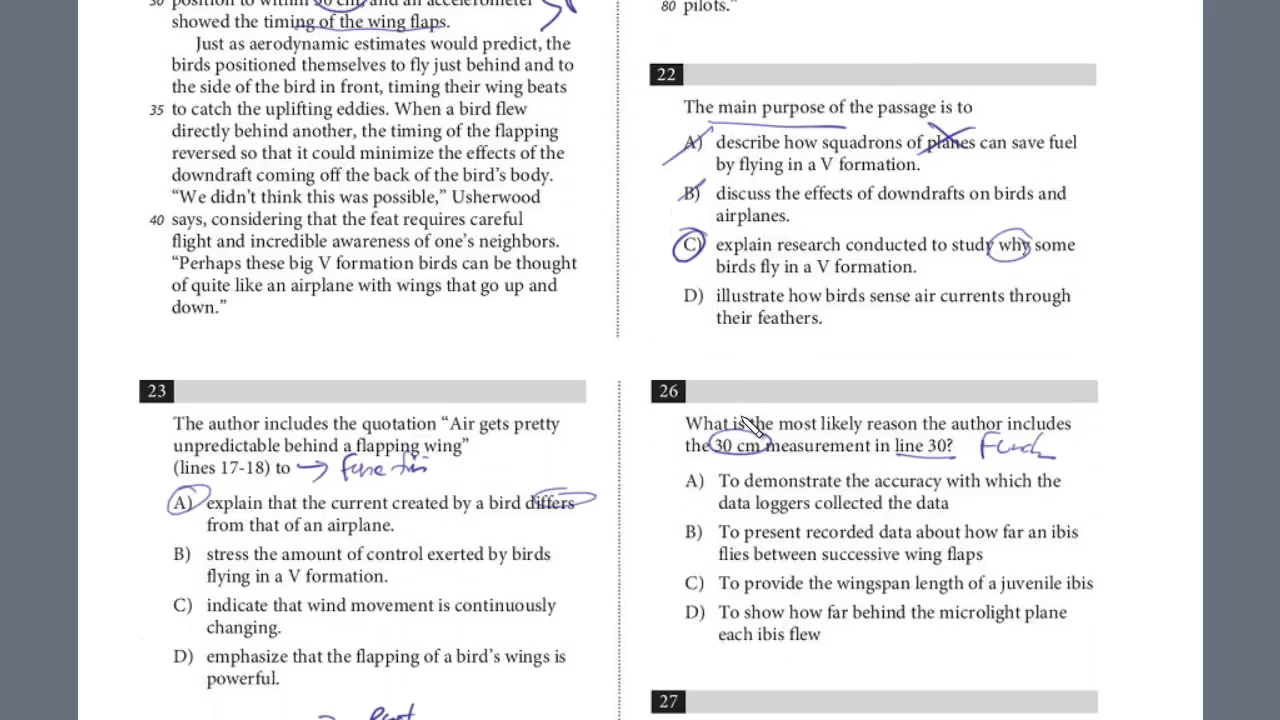 30 position to within 30 cm, and an accelerometer
showed the timing of the wing flaps.
Just as aerodynamic estimates would predict, the
birds positioned themselves to fly just behind and to
the side of the bird in front, timing their wing beats
35 to catch the uplifting eddies. When a bird flew
directly behind another, the timing of the flapping
reversed so that it could minimize the effects of the
downdraft coming off the back of the bird's body.
"We didn't think this was possible," Usherwood
40 says, considering that the feat requires careful
flight and incredible awareness of one's neighbors.
"Perhaps these big V formation birds can be thought
of quite like an airplane with wings that go up and
down."
80 pilots."
22
The main purpose of the passage is to
A) describe how squadrons of planes can save fuel
by flying in a V formation.
B) discuss the effects of downdrafts on birds and
airplanes.
C) explain research conducted to study why some
birds fly in a V formation.
D) illustrate how birds sense air currents through
their feathers.
23
The author includes the quotation "Air gets pretty
unpredictable behind a flapping wing"
(lines 17-18) to
A) explain that the current created by a bird differs
from that of an airplane.
B) stress the amount of control exerted by birds
flying in a V formation.
C) indicate that wind movement is continuously
changing.
D) emphasize that the flapping of a bird's wings is
powerful.
26
What is the most likely reason the author includes
the 30 cm measurement in line 30?
A) To demonstrate the accuracy with which the
data loggers collected the data
B) To present recorded data about how far an ibis
flies between successive wing flaps
C) To provide the wingspan length of a juvenile ibis
D) To show how far behind the microlight plane
each ibis flew
27